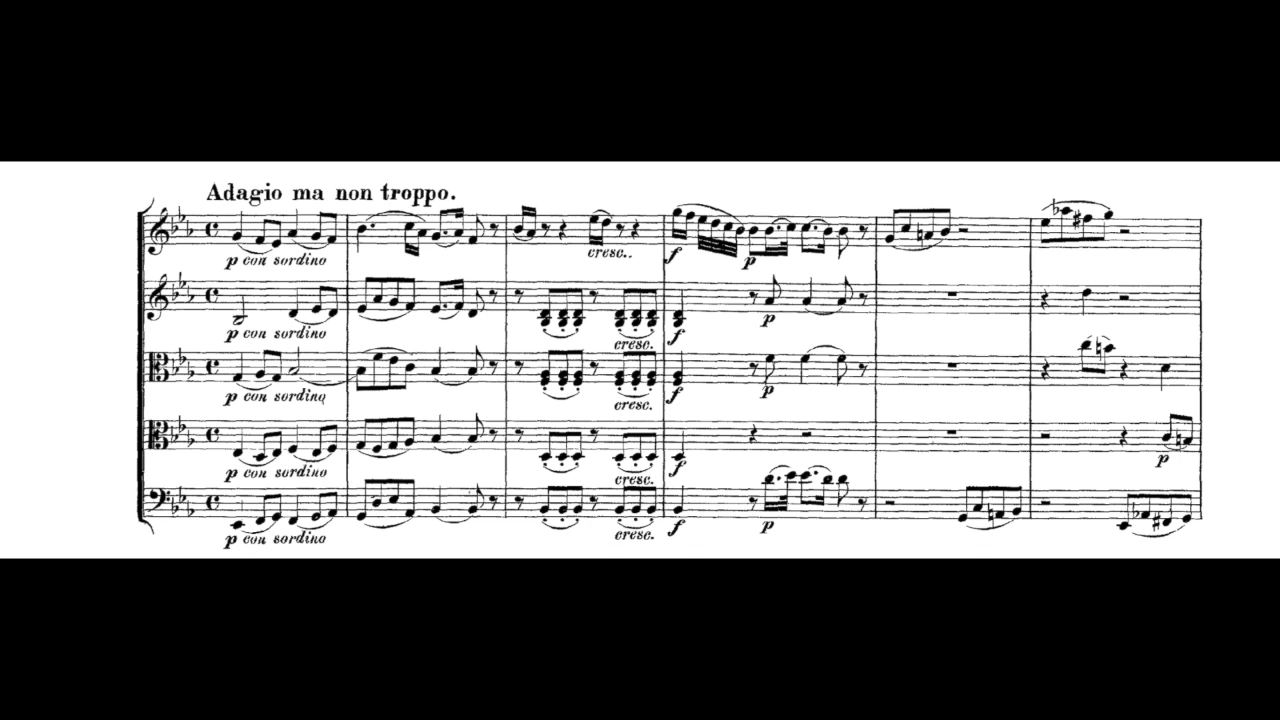 Adagio ma non troppo.
p con sordino
cresc..
f
p
p con sordino
cresc.
f
p
p con sordino
cresc.
f
p
p con sordino
cresc.
f
p
p con sordino
cresc.
f
p